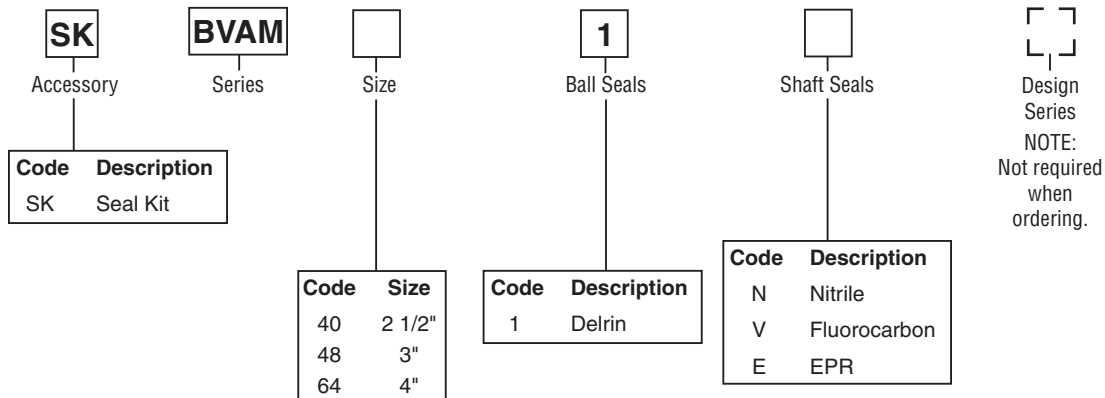 SK BVAM 1
Accessory Series Size Ball Seals Shaft Seals Design
Series
NOTE:
Not required
when
ordering.
Code Description
SK Seal Kit
Code Size
40 2 1/2"
48 3"
64 4"
Code Description
1 Delrin
Code Description
N Nitrile
V Fluorocarbon
E EPR